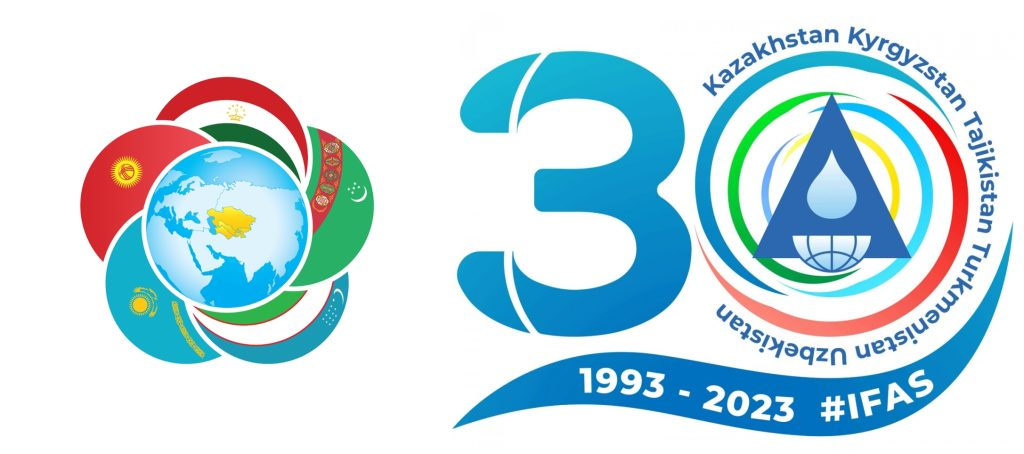 30
Kazakhstan Kyrgyzstan Tajikistan Turkmenistan Uzbekistan
1993 - 2023 #IFAS